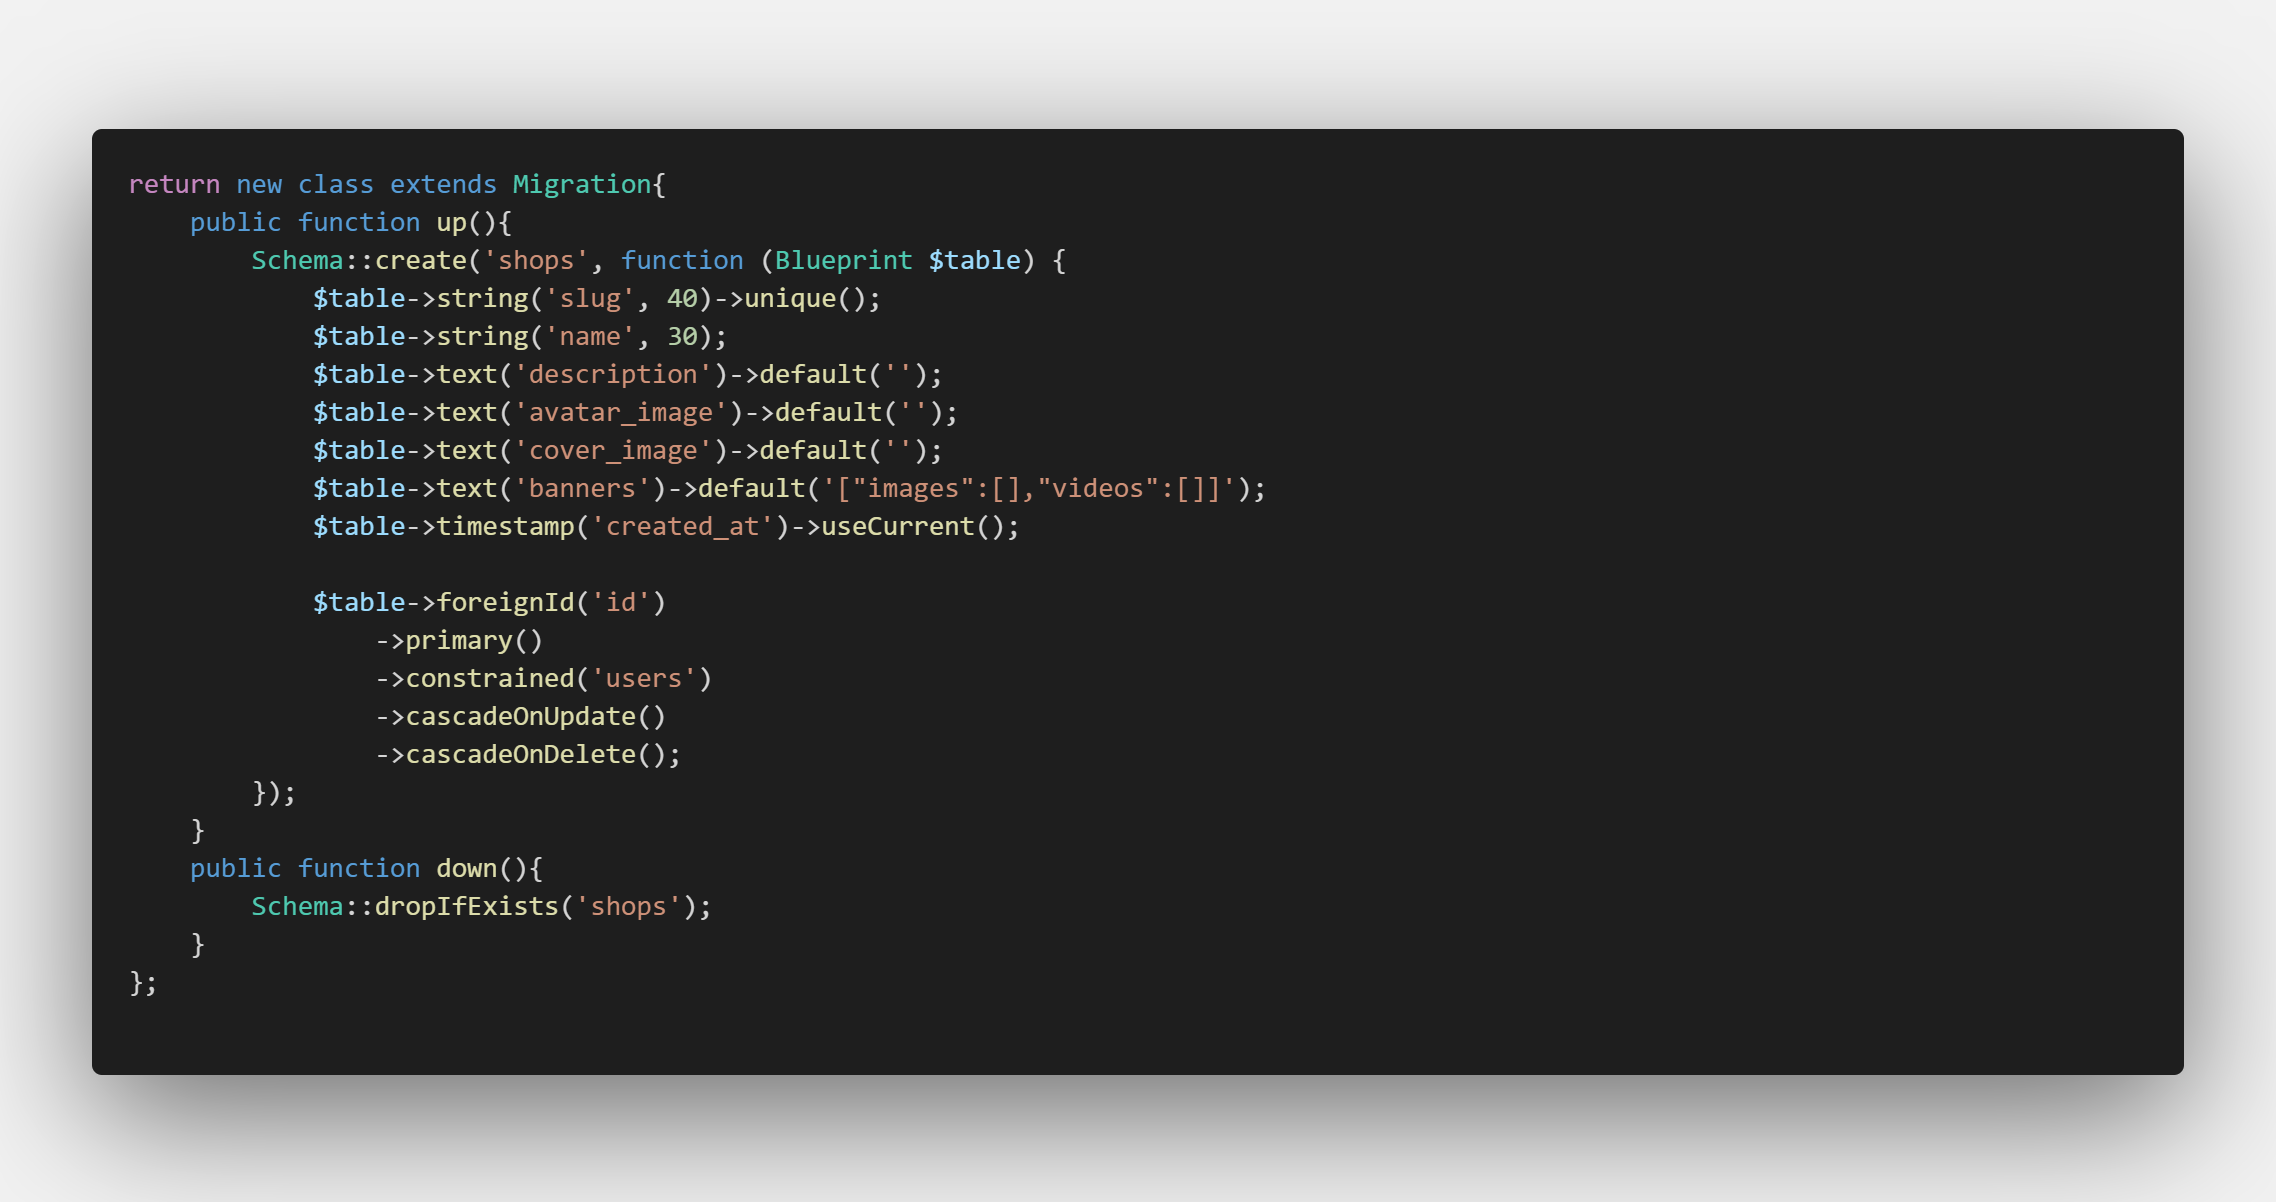 return new class extends Migration{
    public function up(){
        Schema::create('shops', function (Blueprint $table) {
            $table->string('slug', 40)->unique();
            $table->string('name', 30);
            $table->text('description')->default('');
            $table->text('avatar_image')->default('');
            $table->text('cover_image')->default('');
            $table->text('banners')->default('["images":[],"videos":[]]');
            $table->timestamp('created_at')->useCurrent();

            $table->foreignId('id')
                ->primary()
                ->constrained('users')
                ->cascadeOnUpdate()
                ->cascadeOnDelete();
        });
    }
    public function down(){
        Schema::dropIfExists('shops');
    }
};